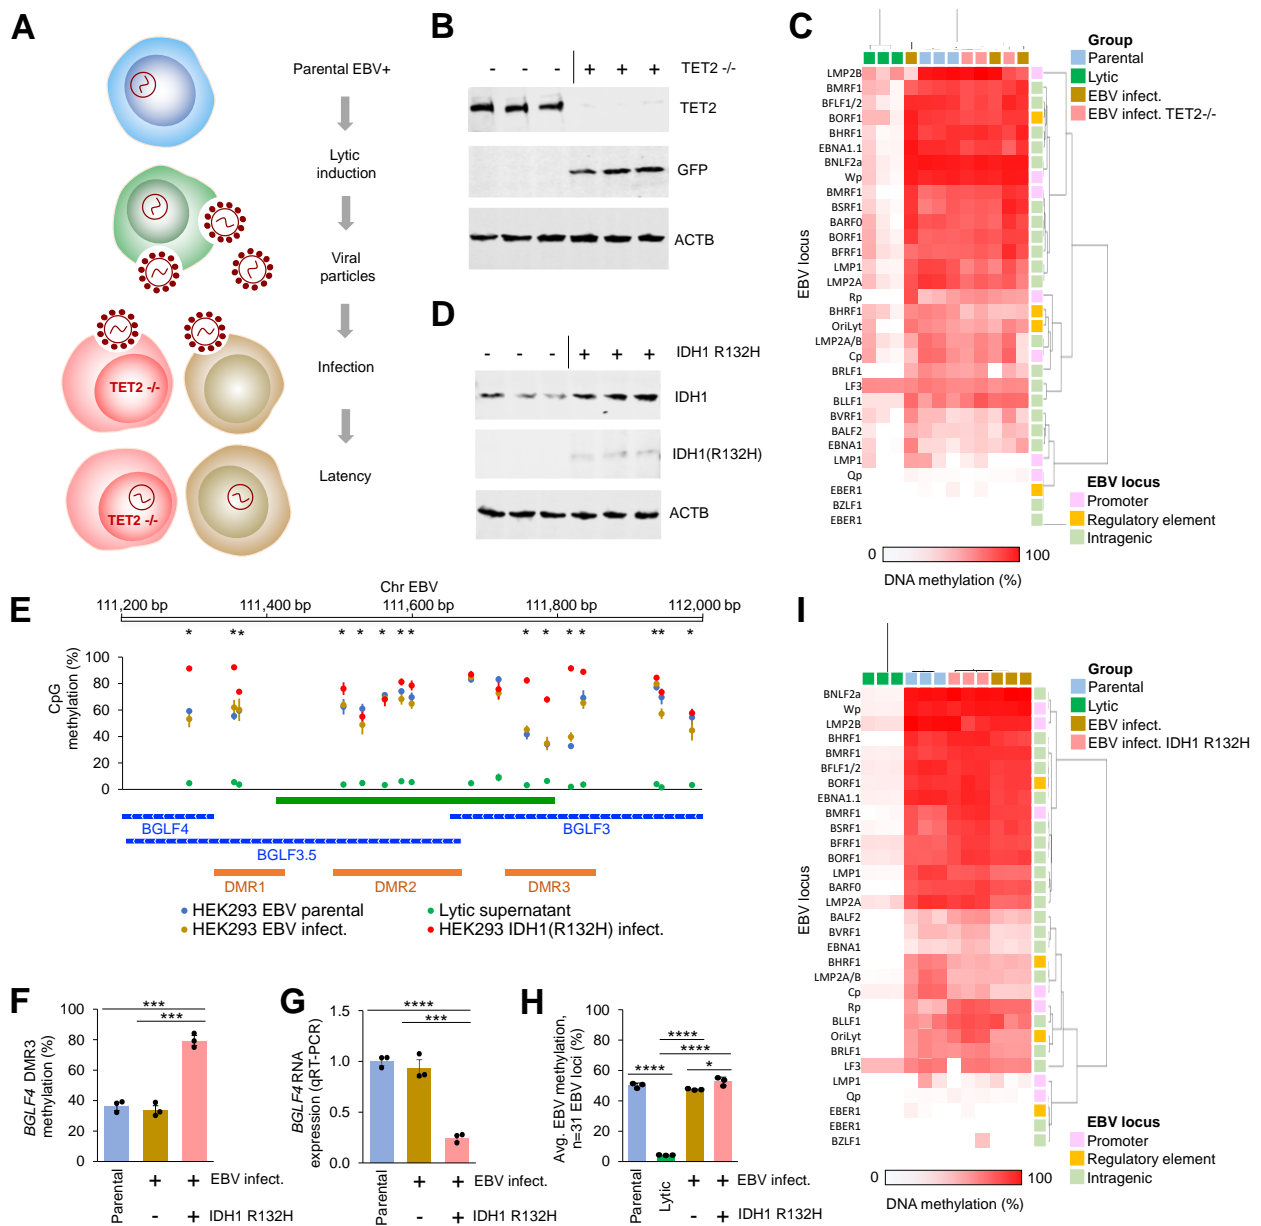 A
Parental EBV+
Lytic
induction
Viral
particles
Infection
Latency
TET2 -/-
TET2 -/-
B
- - - + + + TET2 -/-
TET2
GFP
ACTB
C
Group
Parental
Lytic
EBV infect.
EBV infect. TET2-/-
EBV locus
LMP2B
BMRF1
BFLF1/2
BORF1
BHRF1
EBNA1.1
BNLF2a
Wp
BMRF1
BSRF1
BARF0
BORF1
BFRF1
LMP1
LMP2A
Rp
BHRF1
OriLyt
LMP2A/B
Cp
BRLF1
LF3
BLLF1
BVRF1
BALF2
EBNA1
LMP1
Qp
EBER1
BZLF1
EBER1
EBV locus
Promoter
Regulatory element
Intragenic
0 100
DNA methylation (%)
D
- - - + + + IDH1 R132H
IDH1
IDH1(R132H)
ACTB
E
Chr EBV
111,200 bp 111,400 bp 111,600 bp 111,800 bp 112,000 bp
* ** * * * * * * * * * ** *
CpG
methylation (%)
100
80
60
40
20
0
BGLF4
BGLF3
BGLF3.5
DMR1 DMR2 DMR3
HEK293 EBV parental
Lytic supernatant
HEK293 EBV infect.
HEK293 IDH1(R132H) infect.
F
BGLF4 DMR3
methylation (%)
100
80
60
40
20
0
***
***
Parental
+ + EBV infect.
- + IDH1 R132H
G
BGLF4 RNA
expression (qRT-PCR)
1.5
1.0
0.5
0.0
****
***
Parental
+ + EBV infect.
- + IDH1 R132H
H
Avg. EBV methylation,
n=31 EBV loci (%)
100
80
60
40
20
0
****
****
****
*
Parental
Lytic
+ + EBV infect.
- + IDH1 R132H
I
Group
Parental
Lytic
EBV infect.
EBV infect. IDH1 R132H
EBV locus
BNLF2a
Wp
LMP2B
BHRF1
BMRF1
BFLF1/2
BORF1
EBNA1.1
BMRF1
BSRF1
BFRF1
BORF1
LMP1
BARF0
LMP2A
BALF2
BVRF1
EBNA1
BHRF1
LMP2A/B
Cp
Rp
BLLF1
OriLyt
BRLF1
LF3
LMP1
Qp
EBER1
EBER1
BZLF1
EBV locus
Promoter
Regulatory element
Intragenic
0 100
DNA methylation (%)